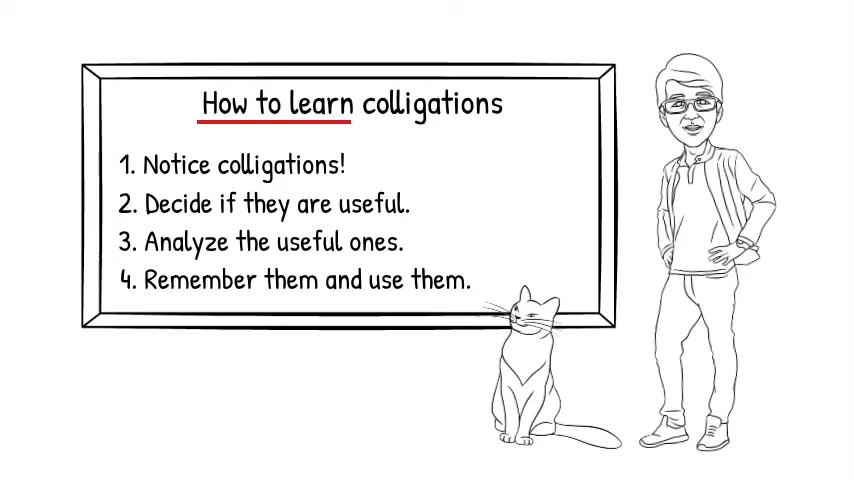 How to learn colligations
1. Notice colligations!
2. Decide if they are useful.
3. Analyze the useful ones.
4. Remember them and use them.